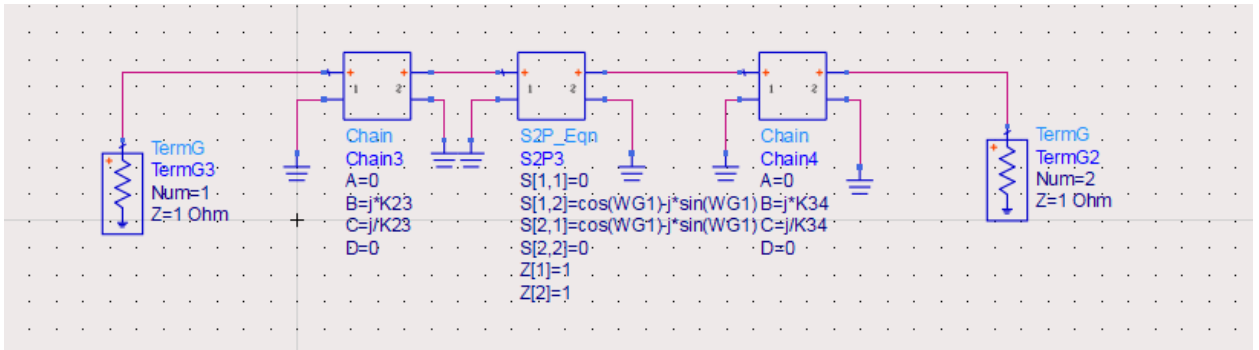 1 2
1 2
1 2
TermG
TermG3
Num=1
Z=1 Ohm
Chain
Chain3
A=0
B=j*K23
C=j/K23
D=0
S2P_Eqn
S2P3
S[1,1]=0
S[1,2]=cos(WG1)-j*sin(WG1)
S[2,1]=cos(WG1)-j*sin(WG1)
S[2,2]=0
Z[1]=1
Z[2]=1
Chain
Chain4
A=0
B=j*K34
C=j/K34
D=0
TermG
TermG2
Num=2
Z=1 Ohm